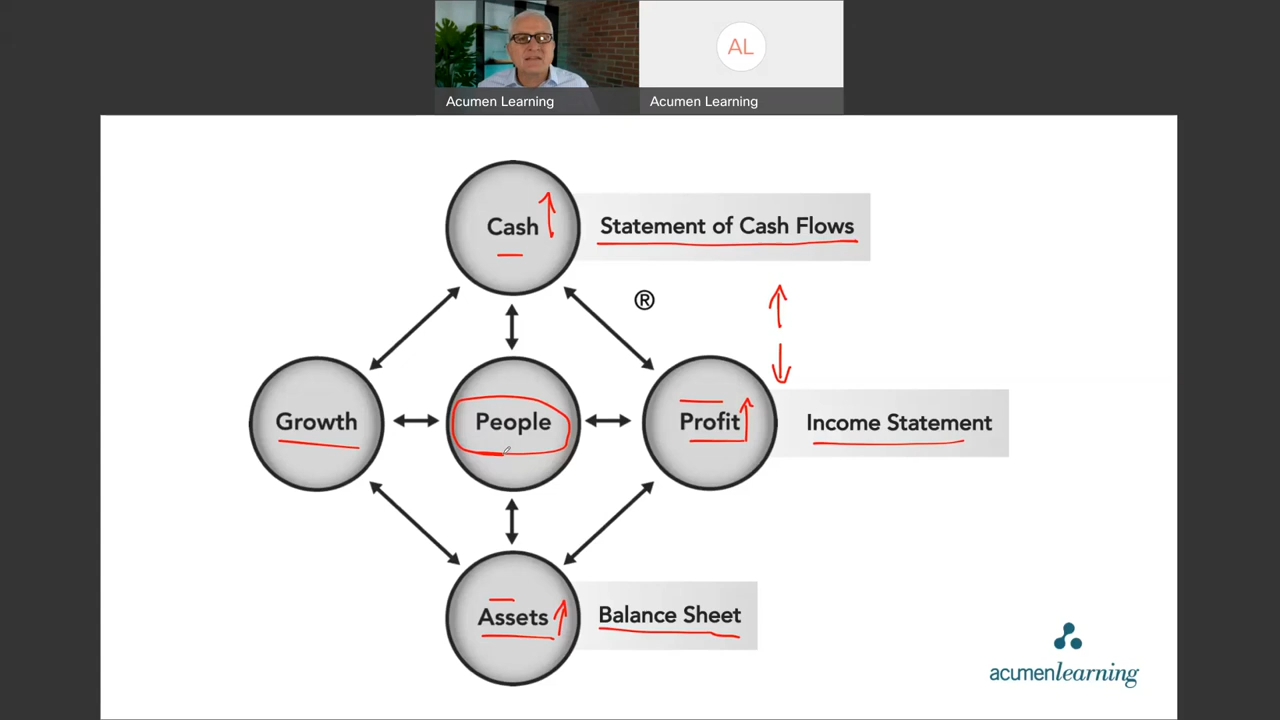 AL
Acumen Learning
Acumen Learning
Cash
Statement of Cash Flows
®
Growth
People
Profit
Income Statement
Assets
Balance Sheet
acumenlearning